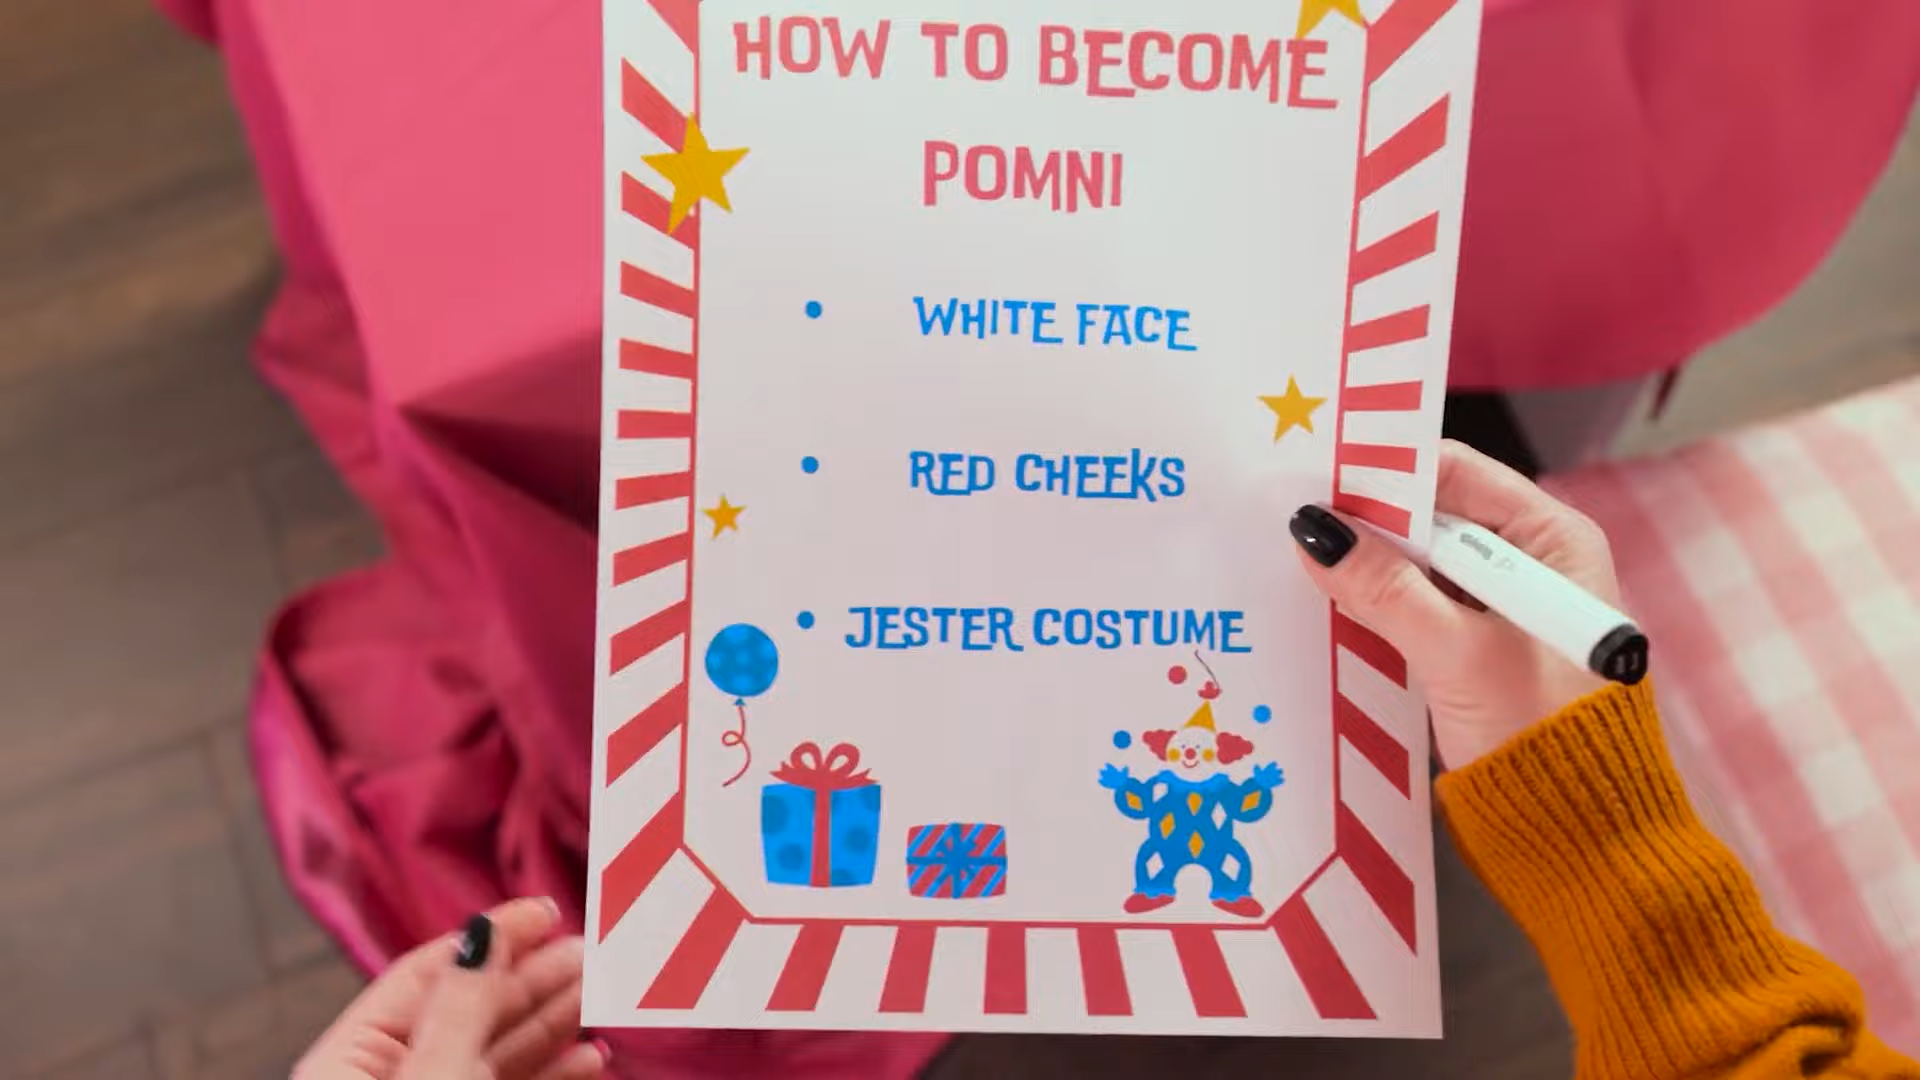 HOW TO BECOME
POMNI
• WHITE FACE
• RED CHEEKS
• JESTER COSTUME